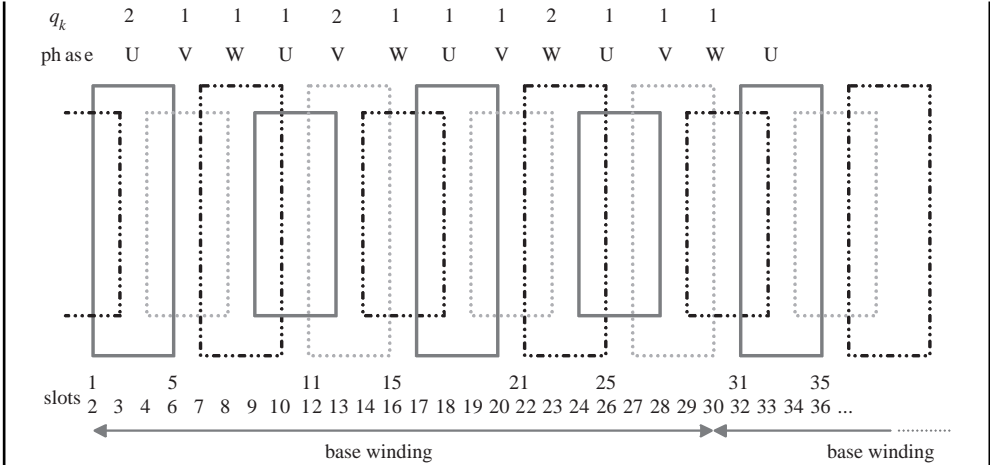 qk 2 1 1 1 2 1 1 1 2 1 1 1
phase U V W U V W U V W U V W U
1 5 11 15 21 25 31 35
slots 2 3 4 6 7 8 9 10 12 13 14 16 17 18 19 20 22 23 24 26 27 28 29 30 32 33 34 36 ...
base winding base winding